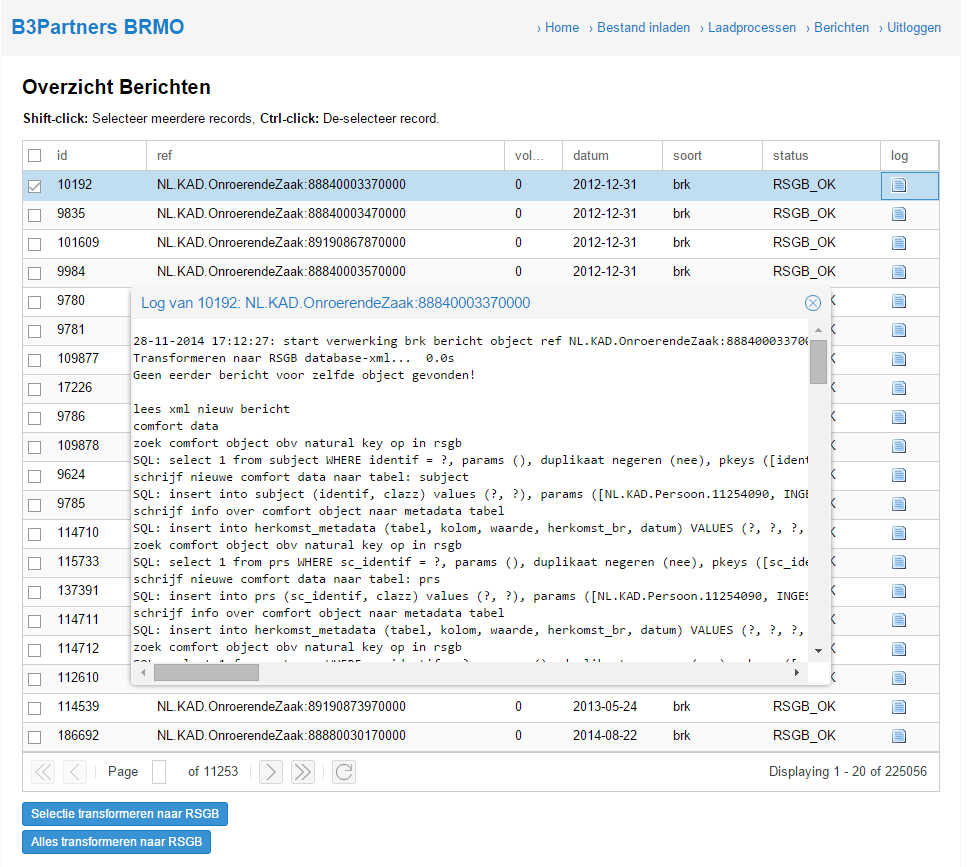 B3Partners BRMO
› Home › Bestand inladen › Laadprocessen › Berichten › Uitloggen
Overzicht Berichten
Shift-click: Selecteer meerdere records, Ctrl-click: De-selecteer record.
id ref vol... datum soort status log
10192 NL.KAD.OnroerendeZaak:88840003370000 0 2012-12-31 brk RSGB_OK
9835 NL.KAD.OnroerendeZaak:88840003470000 0 2012-12-31 brk RSGB_OK
101609 NL.KAD.OnroerendeZaak:89190867870000 0 2012-12-31 brk RSGB_OK
9984 NL.KAD.OnroerendeZaak:88840003570000 0 2012-12-31 brk RSGB_OK
9780
9781
109877
17226
9786
109878
9624
9785
114710
115733
137391
114711
114712
112610
Log van 10192: NL.KAD.OnroerendeZaak:88840003370000
28-11-2014 17:12:27: start verwerking brk bericht object ref NL.KAD.OnroerendeZaak:888400033700
Transformeren naar RSGB database-xml... 0.0s
Geen eerder bericht voor zelfde object gevonden!
lees xml nieuw bericht
comfort data
zoek comfort object obv natural key op in rsgb
SQL: select 1 from subject WHERE identif = ?, params (), duplikaat negeren (nee), pkeys ([ident
schrijf nieuwe comfort data naar tabel: subject
SQL: insert into subject (identif, clazz) values (?, ?), params ([NL.KAD.Persoon.11254090, INGE
schrijf info over comfort object naar metadata tabel
SQL: insert into herkomst_metadata (tabel, kolom, waarde, herkomst_br, datum) VALUES (?, ?, ?,
zoek comfort object obv natural key op in rsgb
SQL: select 1 from prs WHERE sc_identif = ?, params (), duplikaat negeren (nee), pkeys ([sc_ide
schrijf nieuwe comfort data naar tabel: prs
SQL: insert into prs (sc_identif, clazz) values (?, ?), params ([NL.KAD.Persoon.11254090, INGES
schrijf info over comfort object naar metadata tabel
SQL: insert into herkomst_metadata (tabel, kolom, waarde, herkomst_br, datum) VALUES (?, ?, ?,
zoek comfort object obv natural key op in rsgb
114539 NL.KAD.OnroerendeZaak:89190873970000 0 2013-05-24 brk RSGB_OK
186692 NL.KAD.OnroerendeZaak:88880030170000 0 2014-08-22 brk RSGB_OK
Page of 11253 Displaying 1 - 20 of 225056
Selectie transformeren naar RSGB
Alles transformeren naar RSGB